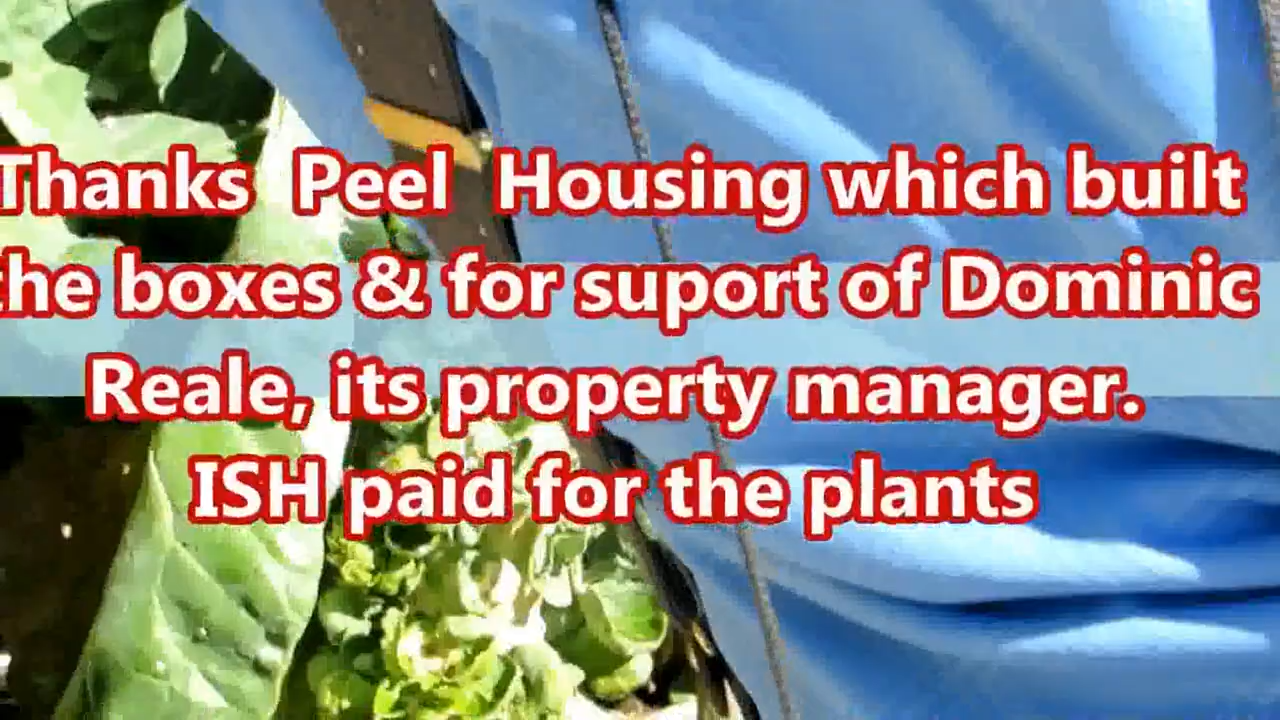 Thanks Peel Housing which built
the boxes & for suport of Dominic
Reale, its property manager.
ISH paid for the plants